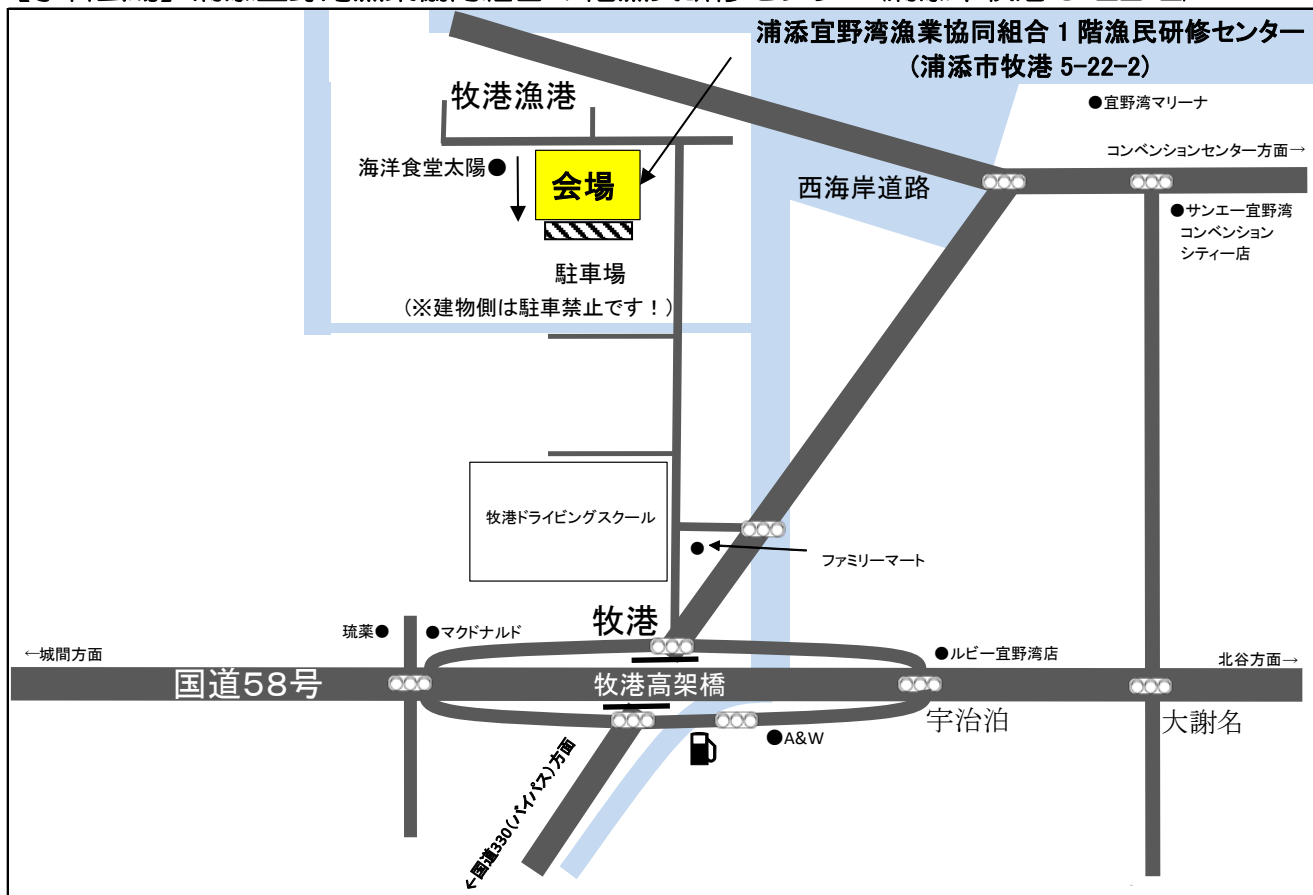 浦添宜野湾漁業協同組合1階漁民研修センター
(浦添市牧港 5-22-2)
牧港漁港
●宜野湾マリーナ
コンベンションセンター方面→
海洋食堂太陽●
会場
西海岸道路
●サンエー宜野湾
コンベンション
シティー店
駐車場
(※建物側は駐車禁止です！)
牧港ドライビングスクール
ファミリーマート
牧港
琉薬●
●マクドナルド
←城間方面
●ルビー宜野湾店
北谷方面→
国道58号
牧港高架橋
宇治泊
大謝名
●A&W
←国道330(バイパス)方面